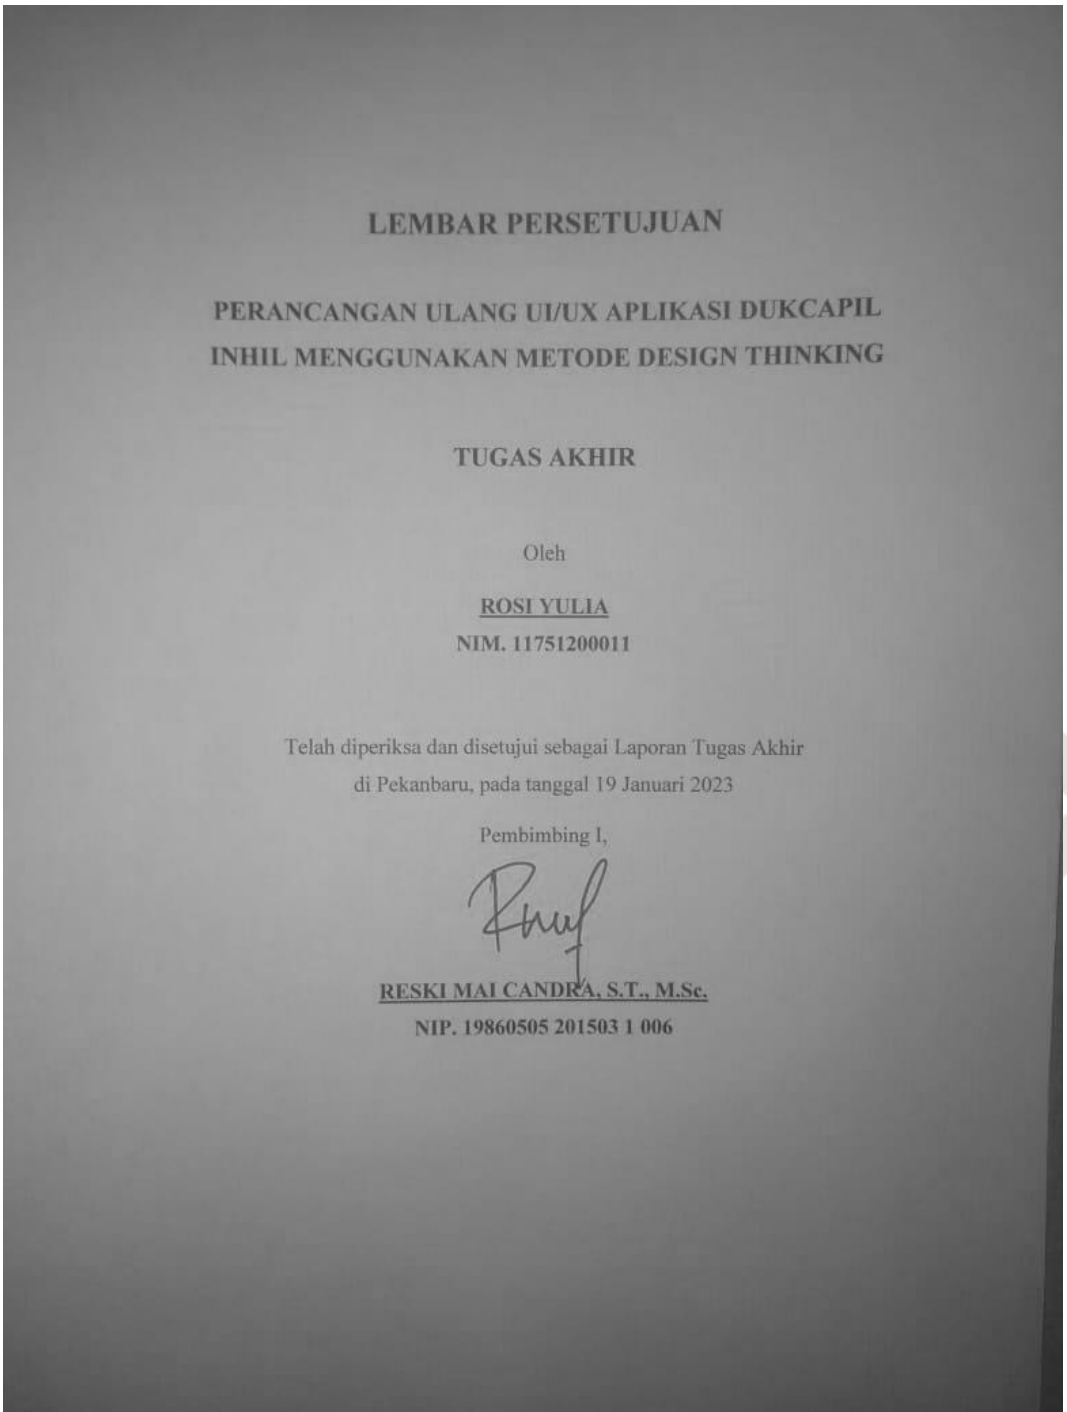 LEMBAR PERSETUJUAN
PERANCANGAN ULANG UI/UX APLIKASI DUKCAPIL
INHIL MENGGUNAKAN METODE DESIGN THINKING
TUGAS AKHIR
Oleh
ROSI YULIA
NIM. 11751200011
Telah diperiksa dan disetujui sebagai Laporan Tugas Akhir
di Pekanbaru, pada tanggal 19 Januari 2023
Pembimbing I,
RESKI MAI CANDRA, S.T., M.Sc.
NIP. 19860505 201503 1 006